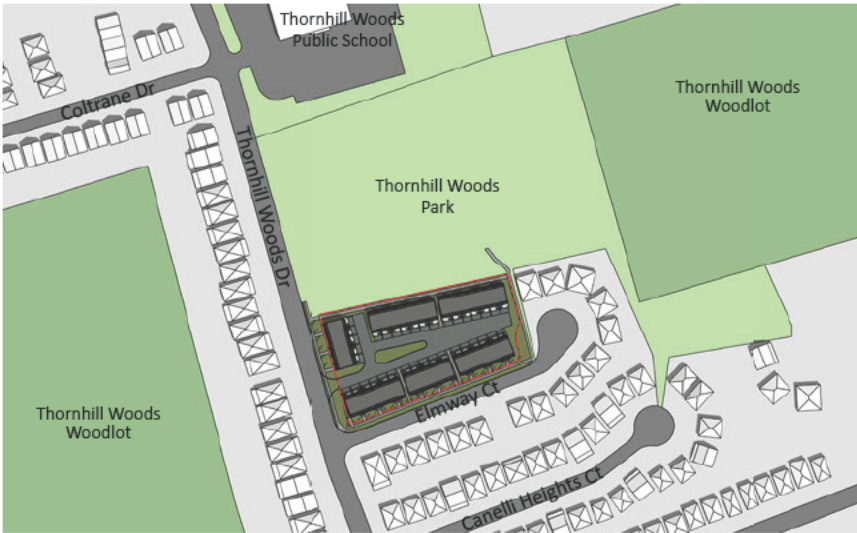 Thornhill Woods
Public School
Coltrane Dr
Thornhill Woods
Woodlot
Thornhill Woods Dr
Thornhill Woods
Park
Thornhill Woods
Woodlot
Elmway Ct
Canelli Heights Ct